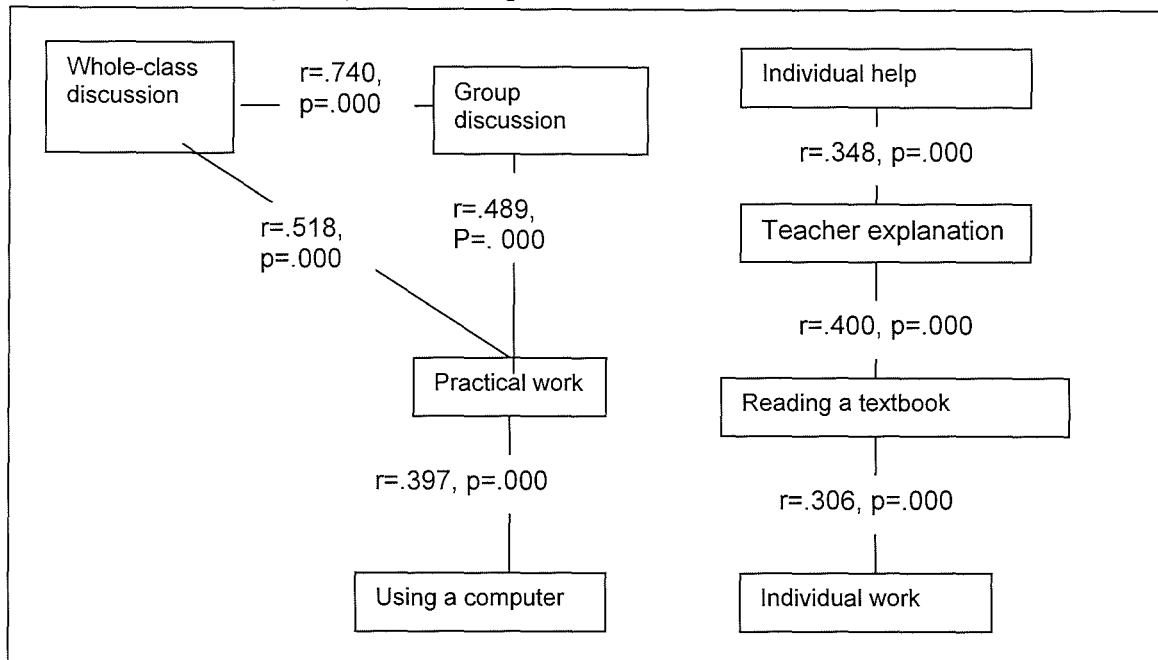 Whole-class
discussion
r=.740,
p=.000
Group
discussion
r=.518,
p=.000
r=.489,
P=. 000
Practical work
r=.397, p=.000
Using a computer
Individual help
r=.348, p=.000
Teacher explanation
r=.400, p=.000
Reading a textbook
r=.306, p=.000
Individual work